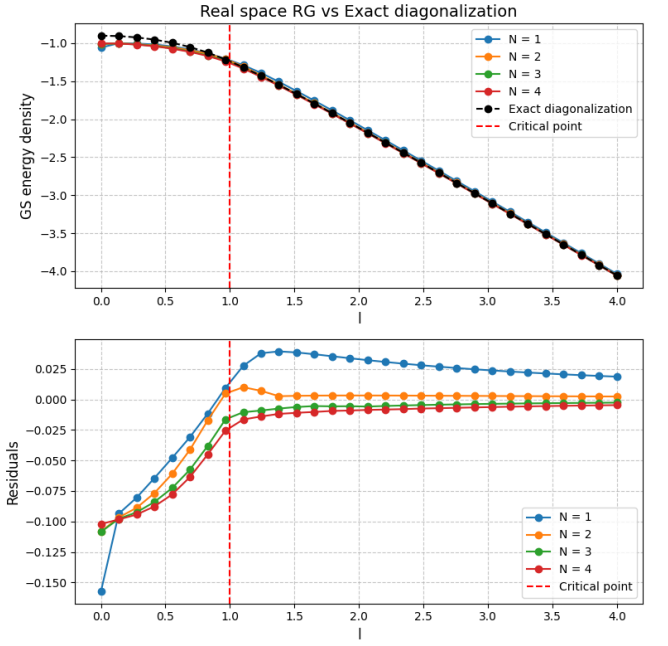 Real space RG vs Exact diagonalization
GS energy density
−1.0
−1.5
−2.0
−2.5
−3.0
−3.5
−4.0
N = 1
N = 2
N = 3
N = 4
Exact diagonalization
Critical point
0.0 0.5 1.0 1.5 2.0 2.5 3.0 3.5 4.0
l
Residuals
0.025
0.000
−0.025
−0.050
−0.075
−0.100
−0.125
−0.150
N = 1
N = 2
N = 3
N = 4
Critical point
0.0 0.5 1.0 1.5 2.0 2.5 3.0 3.5 4.0
l